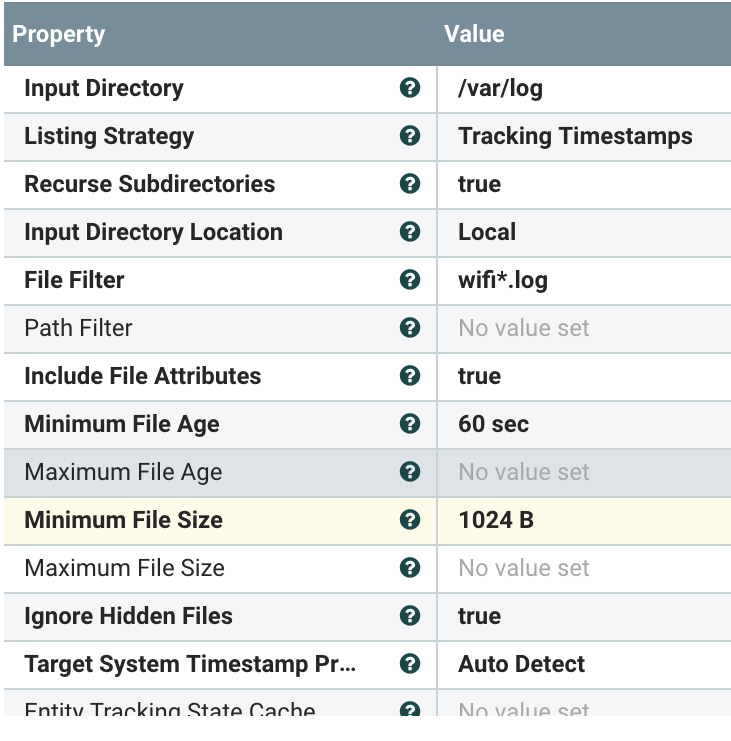 Property Value
Input Directory ? /var/log
Listing Strategy ? Tracking Timestamps
Recurse Subdirectories ? true
Input Directory Location ? Local
File Filter ? wifi*.log
Path Filter ? No value set
Include File Attributes ? true
Minimum File Age ? 60 sec
Maximum File Age ? No value set
Minimum File Size ? 1024 B
Maximum File Size ? No value set
Ignore Hidden Files ? true
Target System Timestamp Pr... ? Auto Detect
Entity Tracking State Cache ? No value set